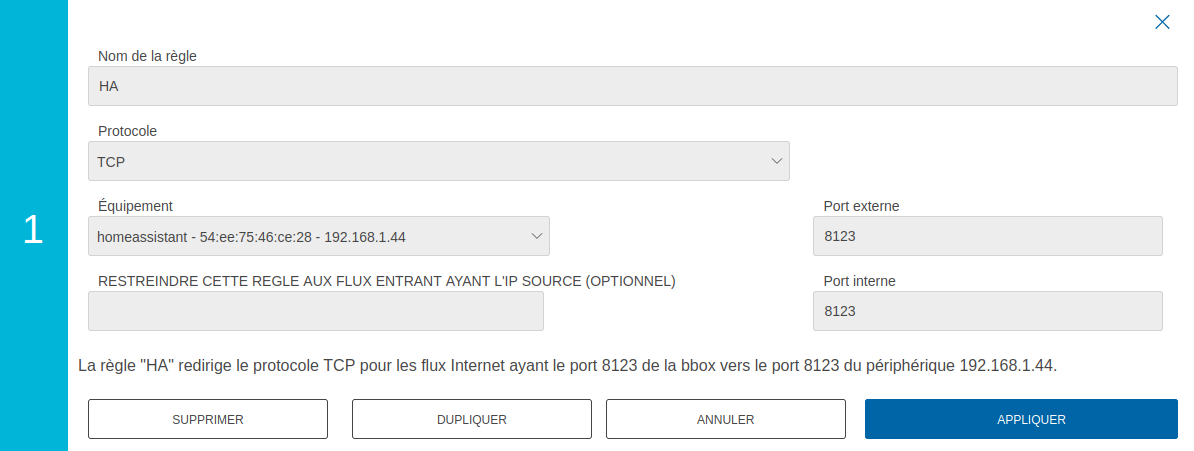 1
Nom de la règle
HA
Protocole
TCP
Équipement
Port externe
homeassistant - 54:ee:75:46:ce:28 - 192.168.1.44
8123
RESTREINDRE CETTE REGLE AUX FLUX ENTRANT AYANT L'IP SOURCE (OPTIONNEL)
Port interne
8123
La règle "HA" redirige le protocole TCP pour les flux Internet ayant le port 8123 de la bbox vers le port 8123 du périphérique 192.168.1.44.
SUPPRIMER
DUPLIQUER
ANNULER
APPLIQUER